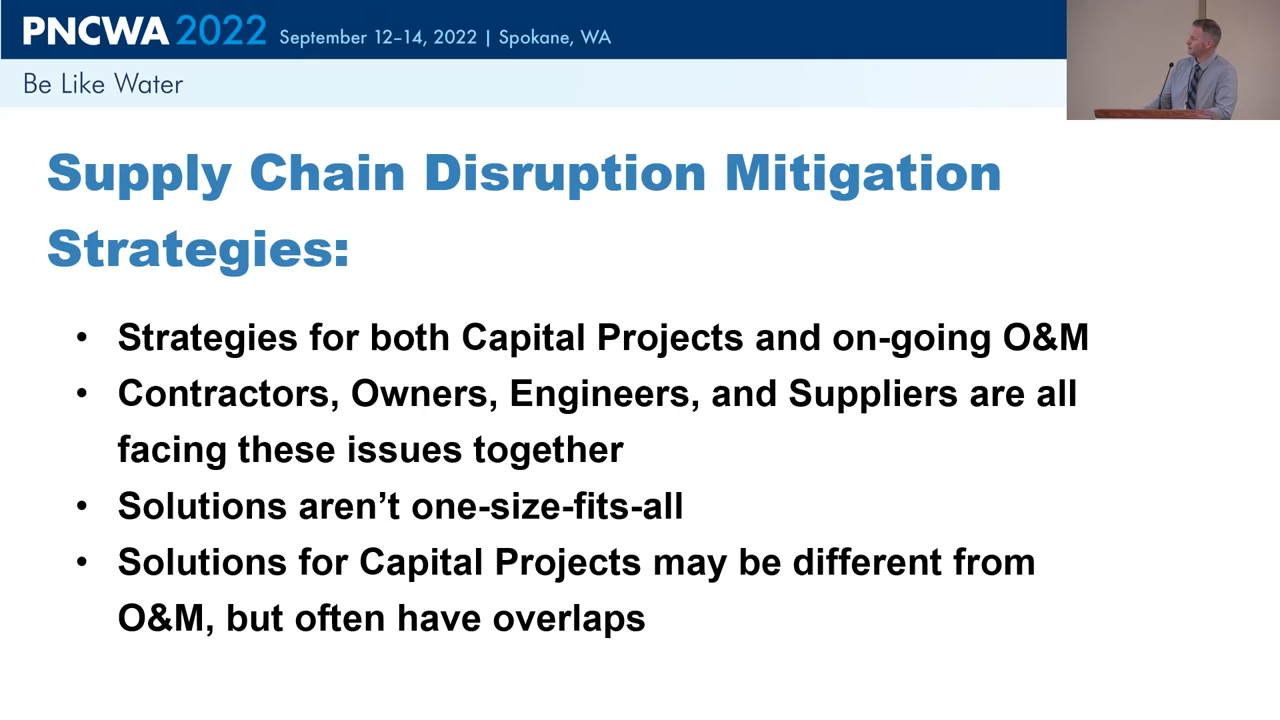 PNCWA 2022 September 12–14, 2022 | Spokane, WA
Be Like Water
Supply Chain Disruption Mitigation
Strategies:
• Strategies for both Capital Projects and on-going O&M
• Contractors, Owners, Engineers, and Suppliers are all
facing these issues together
• Solutions aren’t one-size-fits-all
• Solutions for Capital Projects may be different from
O&M, but often have overlaps